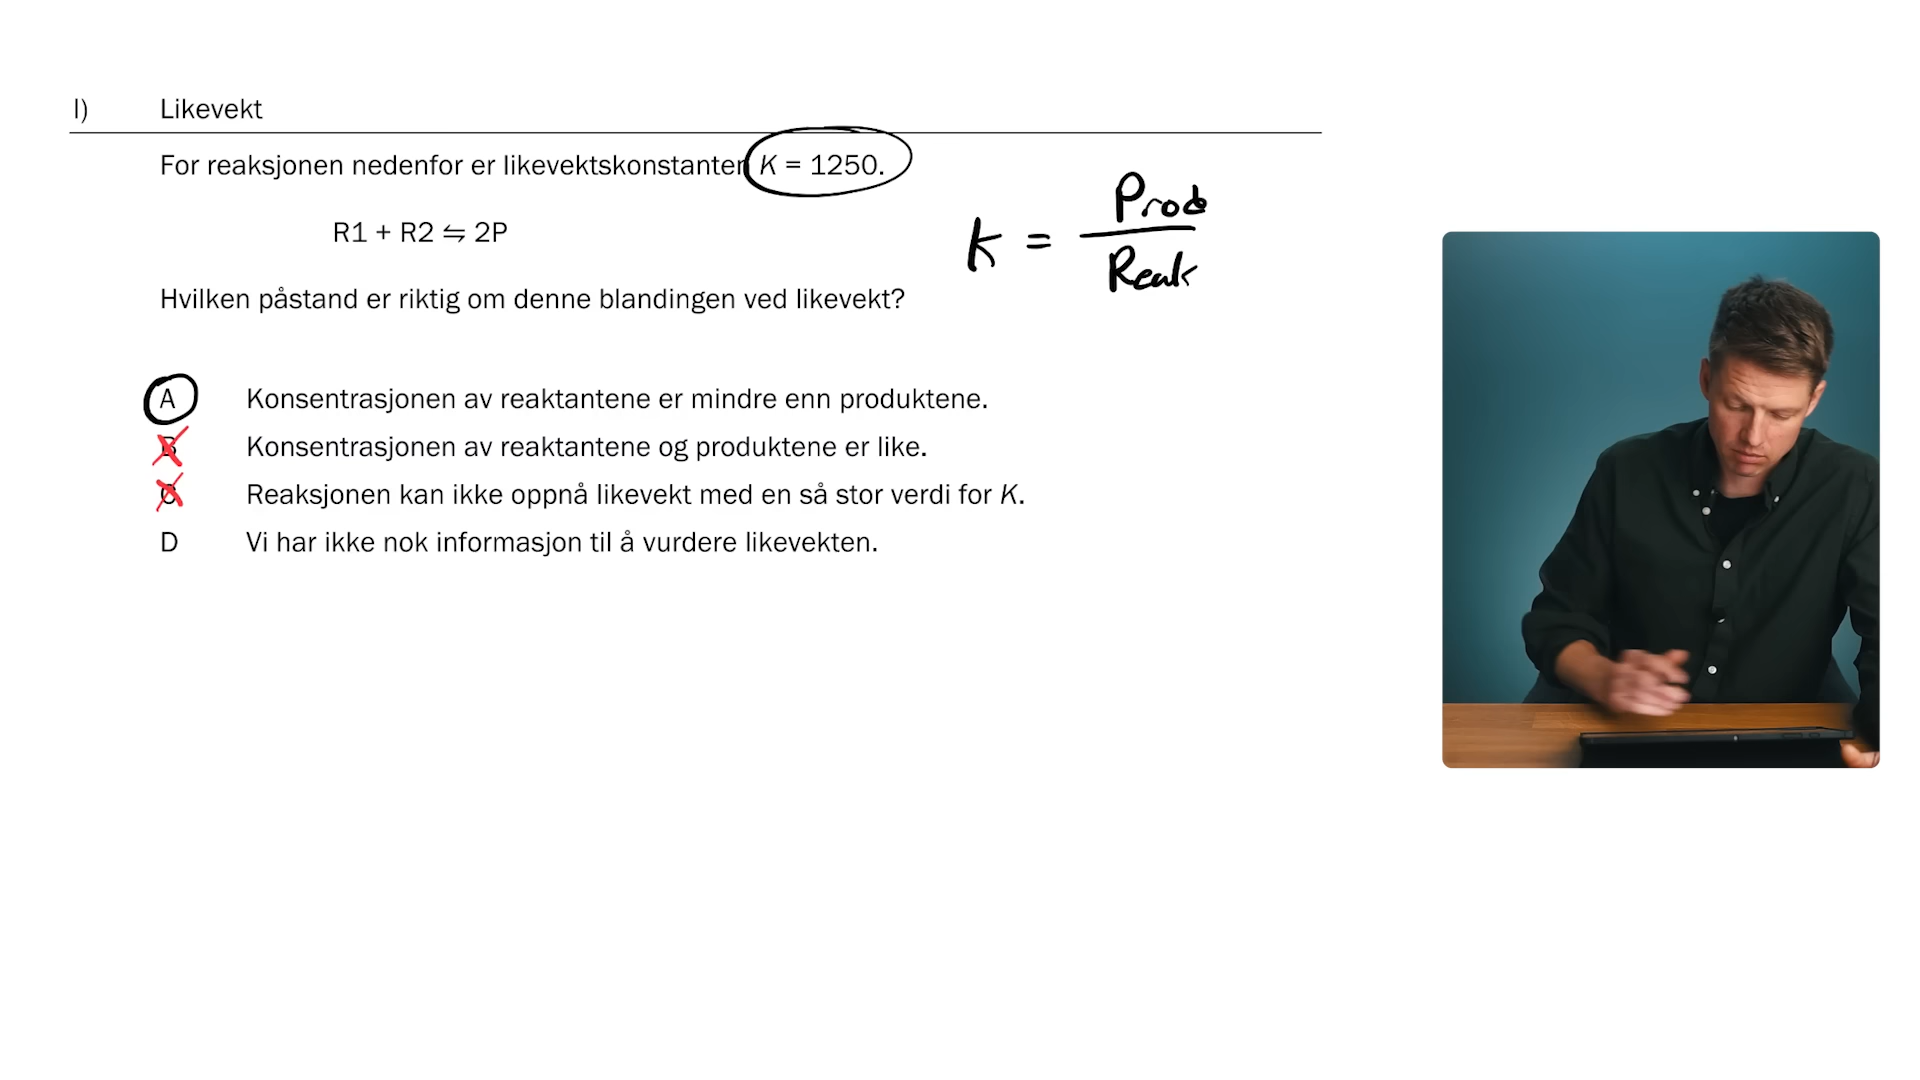 l) Likevekt
For reaksjonen nedenfor er likevektskonstanten K = 1250.
R1 + R2 ⇋ 2P
K = Prod / Reak
Hvilken påstand er riktig om denne blandingen ved likevekt?
A Konsentrasjonen av reaktantene er mindre enn produktene.
B Konsentrasjonen av reaktantene og produktene er like.
C Reaksjonen kan ikke oppnå likevekt med en så stor verdi for K.
D Vi har ikke nok informasjon til å vurdere likevekten.